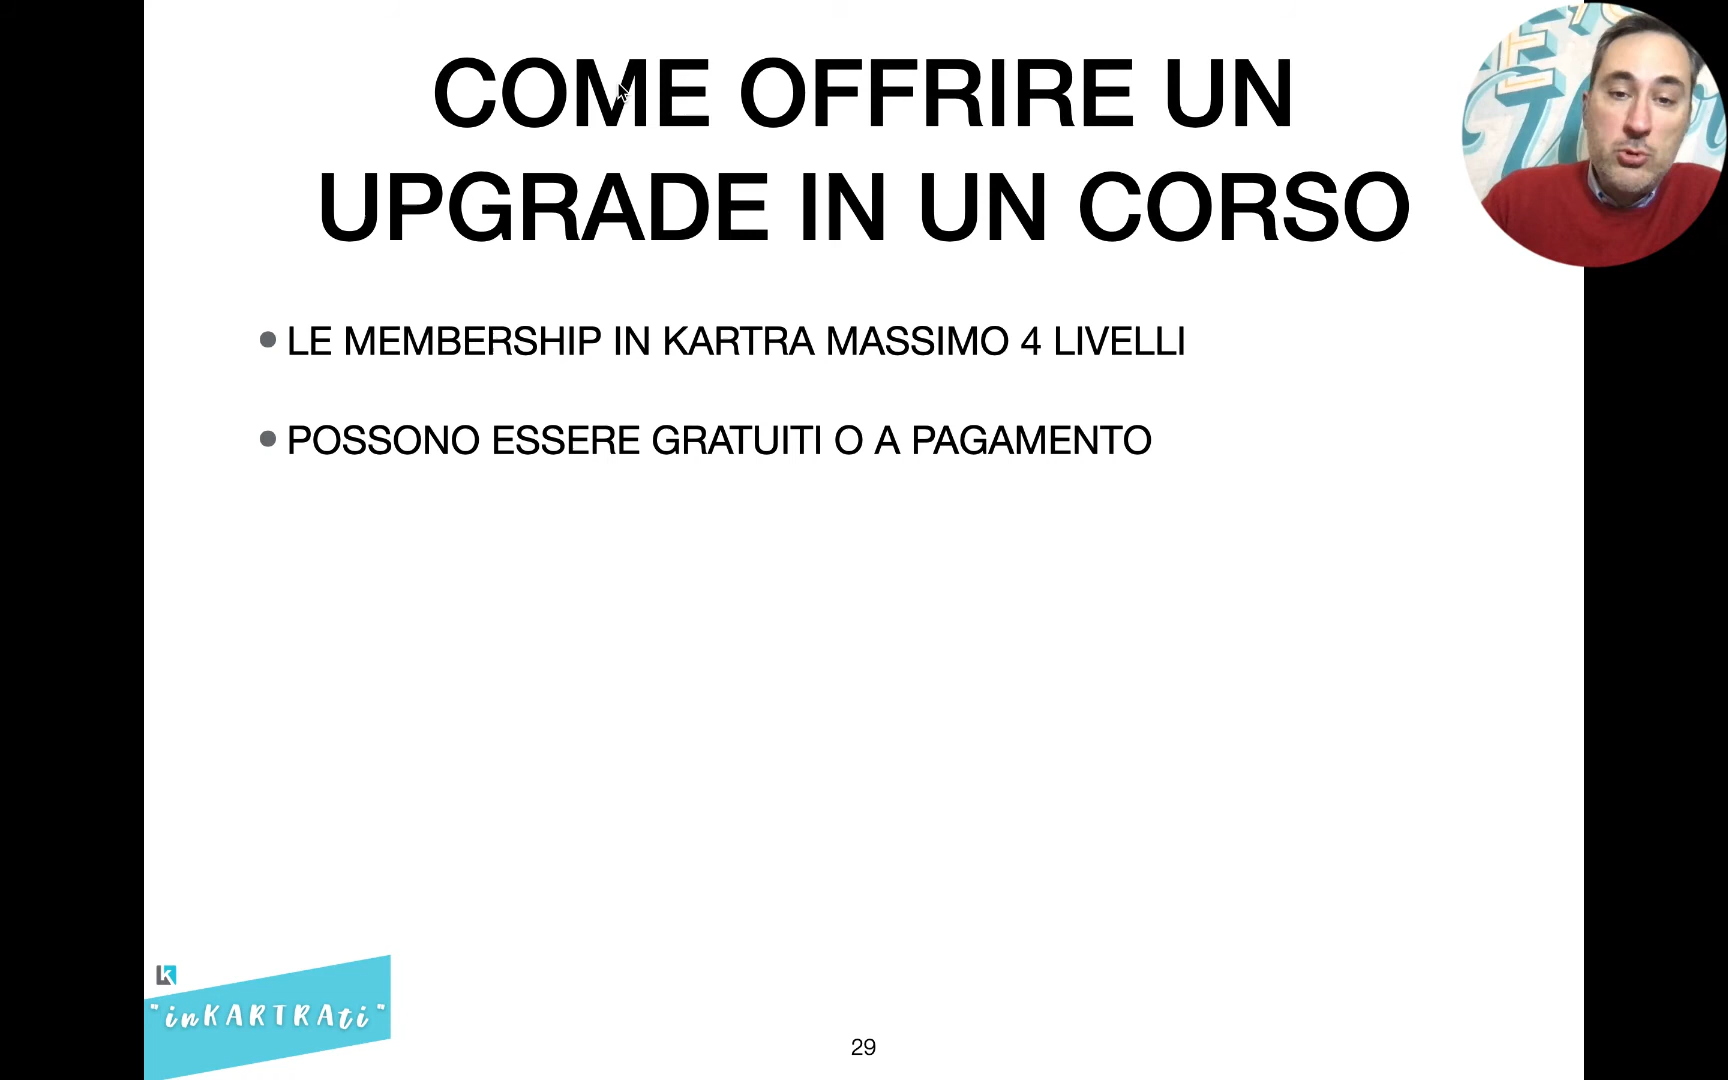 COME OFFRIRE UN
UPGRADE IN UN CORSO
LE MEMBERSHIP IN KARTRA MASSIMO 4 LIVELLI
POSSONO ESSERE GRATUITI O A PAGAMENTO
"inKARTRAti"
29